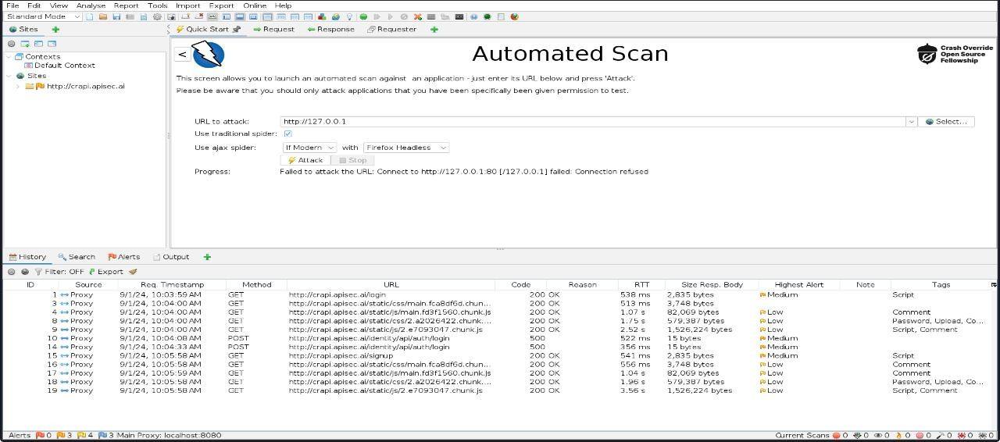 File Edit View Analyse Report Tools Import Export Online Help
Standard Mode
Sites Quick Start Request Response Requester
Contexts
Default Context
Sites
http://crapi.apisec.ai
<
Automated Scan
Crash Override
Open Source
Fellowship
This screen allows you to launch an automated scan against an application - just enter its URL below and press 'Attack'.
Please be aware that you should only attack applications that you have been specifically been given permission to test.
URL to attack: http://127.0.0.1 Select...
Use traditional spider:
Use ajax spider: If Modern with Firefox Headless
Attack Stop
Progress: Failed to attack the URL: Connect to http://127.0.0.1:80 [/127.0.0.1] failed: Connection refused
History Search Alerts Output
Filter: OFF Export
ID Source Req. Timestamp Method URL Code Reason RTT Size Resp. Body Highest Alert Note Tags
1 Proxy 9/1/24, 10:03:59 AM GET http://crapi.apisec.ai/login 200 OK 538 ms 2,835 bytes Medium Script
3 Proxy 9/1/24, 10:04:00 AM GET http://crapi.apisec.ai/static/css/main.fca8df6d.chun... 200 OK 513 ms 3,748 bytes
4 Proxy 9/1/24, 10:04:00 AM GET http://crapi.apisec.ai/static/js/main.fd3f1560.chunk.js 200 OK 1.07 s 82,069 bytes Low Comment
8 Proxy 9/1/24, 10:04:00 AM GET http://crapi.apisec.ai/static/css/2.a2026422.chunk.css 200 OK 1.75 s 579,387 bytes Low Password, Upload, Co...
9 Proxy 9/1/24, 10:04:00 AM GET http://crapi.apisec.ai/static/js/2.e7093047.chunk.js 200 OK 2.52 s 1,526,224 bytes Low Script, Comment
10 Proxy 9/1/24, 10:04:08 AM POST http://crapi.apisec.ai/identity/api/auth/login 500 522 ms 15 bytes Medium
14 Proxy 9/1/24, 10:04:33 AM POST http://crapi.apisec.ai/identity/api/auth/login 500 356 ms 15 bytes Medium
15 Proxy 9/1/24, 10:05:58 AM GET http://crapi.apisec.ai/signup 200 OK 541 ms 2,835 bytes Medium Script
16 Proxy 9/1/24, 10:05:58 AM GET http://crapi.apisec.ai/static/css/main.fca8df6d.chun... 200 OK 556 ms 3,748 bytes Low Comment
17 Proxy 9/1/24, 10:05:59 AM GET http://crapi.apisec.ai/static/js/main.fd3f1560.chunk.js 200 OK 1.04 s 82,069 bytes Low Comment
18 Proxy 9/1/24, 10:05:58 AM GET http://crapi.apisec.ai/static/css/2.a2026422.chunk.css 200 OK 1.96 s 579,387 bytes Low Password, Upload, Co...
19 Proxy 9/1/24, 10:05:58 AM GET http://crapi.apisec.ai/static/js/2.e7093047.chunk.js 200 OK 3.56 s 1,526,224 bytes Low Script, Comment
Alerts 0 3 4 3 Main Proxy: localhost:8080 Current Scans 0 0 0 0 0 0 0 0